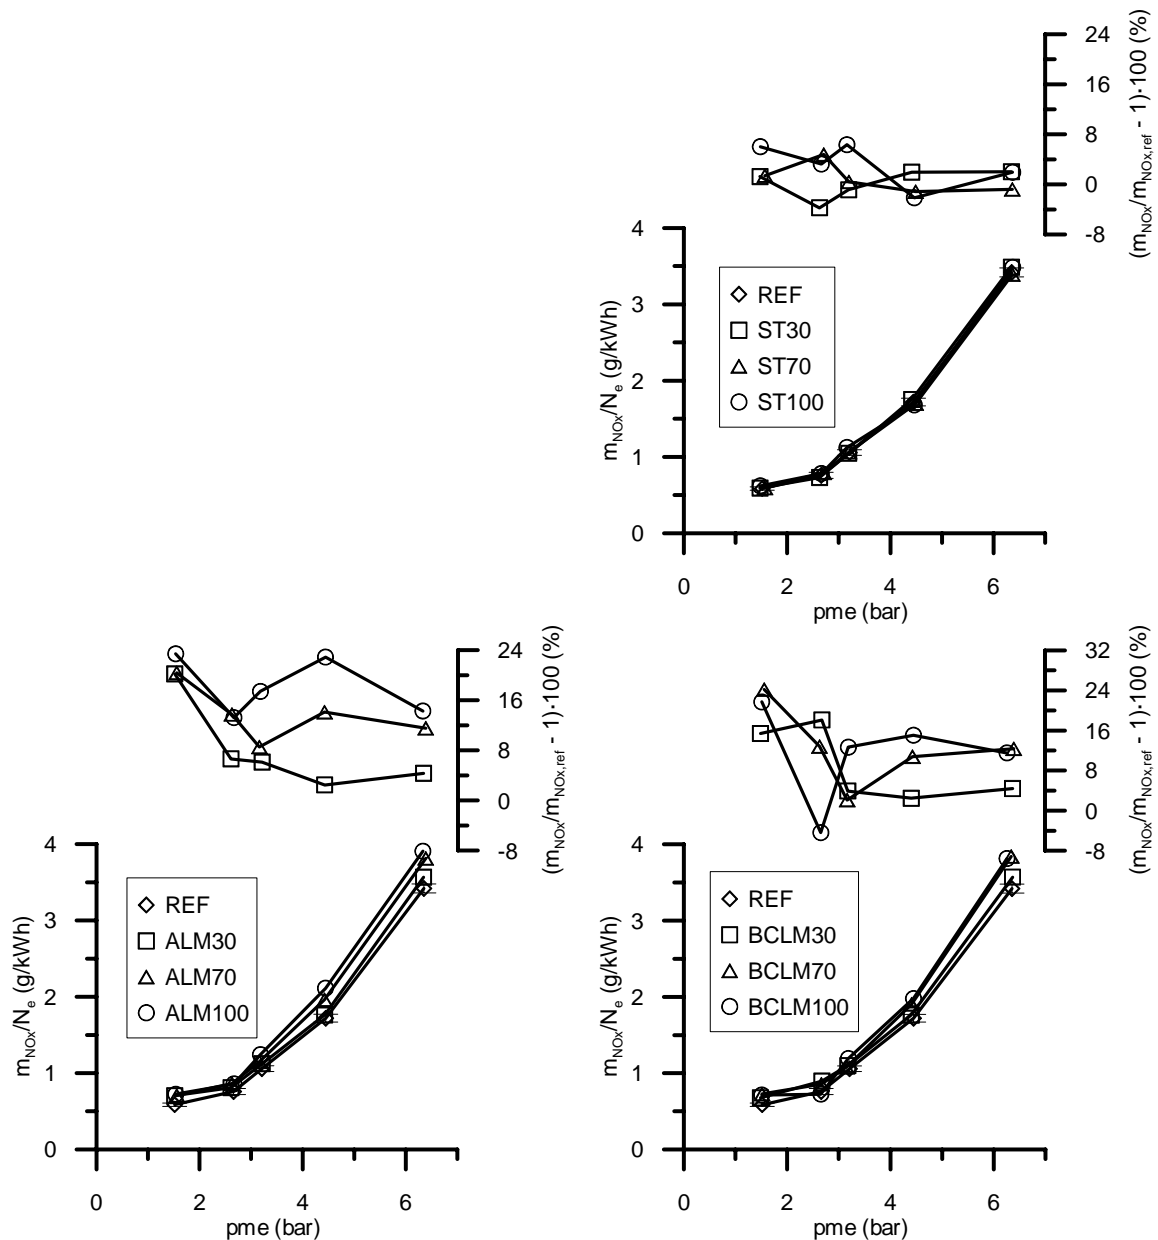 24
16
8
0
-8
(m_NOx/m_NOx,ref - 1)·100 (%)
4
3
2
1
0
m_NOx/N_e (g/kWh)
REF
ST30
ST70
ST100
0 2 4 6
pme (bar)
24
16
8
0
-8
(m_NOx/m_NOx,ref - 1)·100 (%)
4
3
2
1
0
m_NOx/N_e (g/kWh)
REF
ALM30
ALM70
ALM100
0 2 4 6
pme (bar)
32
24
16
8
0
-8
(m_NOx/m_NOx,ref - 1)·100 (%)
4
3
2
1
0
m_NOx/N_e (g/kWh)
REF
BCLM30
BCLM70
BCLM100
0 2 4 6
pme (bar)